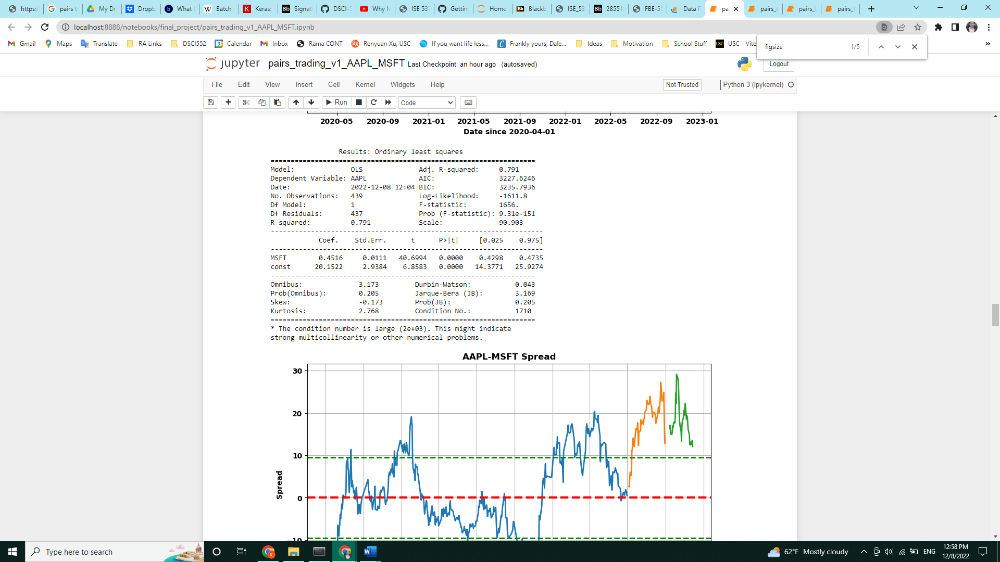 https:/ pairs t My Dri Dropb What i Batch Keras: Signat DSCI-5 Why M ISE 537 Getting Home Blackb ISE_53 28551 FBE-55 Data P pa pairs_t pairs_t pairs_t
localhost:8888/notebooks/final_project/pairs_trading_v1_AAPL_MSFT.ipynb
Gmail Maps Translate RA Links DSCI552 Calendar Inbox Rama CONT Renyuan Xu, USC If you want life less... Frankly yours, Dale... Ideas Motivation School Stuff USC - Vite »
figsize 1/5
jupyter pairs_trading_v1_AAPL_MSFT Last Checkpoint: an hour ago (autosaved)
Logout
File Edit View Insert Cell Kernel Widgets Help
Not Trusted Python 3 (ipykernel)
Run Code
2020-05 2020-09 2021-01 2021-05 2021-09 2022-01 2022-05 2022-09 2023-01
Date since 2020-04-01
Results: Ordinary least squares
==================================================================
Model: OLS Adj. R-squared: 0.791
Dependent Variable: AAPL AIC: 3227.6246
Date: 2022-12-08 12:04 BIC: 3235.7936
No. Observations: 439 Log-Likelihood: -1611.8
Df Model: 1 F-statistic: 1656.
Df Residuals: 437 Prob (F-statistic): 9.31e-151
R-squared: 0.791 Scale: 90.903
--------------------------------------------------------------------
Coef. Std.Err. t P>|t| [0.025 0.975]
--------------------------------------------------------------------
MSFT 0.4516 0.0111 40.6994 0.0000 0.4298 0.4735
const 20.1522 2.9384 6.8583 0.0000 14.3771 25.9274
------------------------------------------------------------------
Omnibus: 3.173 Durbin-Watson: 0.043
Prob(Omnibus): 0.205 Jarque-Bera (JB): 3.169
Skew: -0.173 Prob(JB): 0.205
Kurtosis: 2.768 Condition No.: 1710
==================================================================
* The condition number is large (2e+03). This might indicate
strong multicollinearity or other numerical problems.
AAPL-MSFT Spread
30
20
10
Spread
0
−10
Type here to search
62°F Mostly cloudy
ENG
12:58 PM
12/8/2022